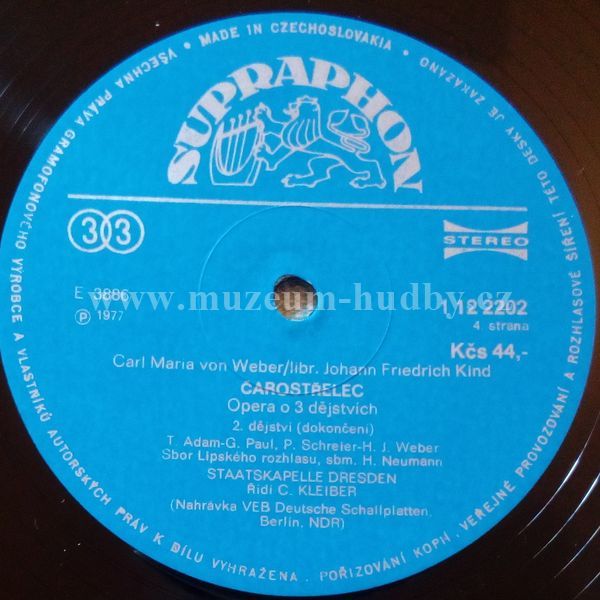 VŠECHNA PRÁVA GRAMOFONOVÉHO VÝROBCE A VLASTNÍKŮ AUTORSKÝCH PRÁV K DÍLU VYHRAŽENA. POŘIZOVÁNÍ KOPIÍ, VEŘEJNÉ PROVOZOVÁNÍ A ROZHLASOVÉ ŠÍŘENÍ TÉTO DESKY JE ZAKÁZÁNO
• MADE IN CZECHOSLOVAKIA •
SUPRAPHON
33
STEREO
E 3886
℗ 1977
2202
4. strana
Kčs 44,-
www.muzeum-hudby.cz
Carl Maria von Weber/libr. Johann Friedrich Kind
ČAROSTŘELEC
Opera o 3 dějstvích
2. dějství (dokončení)
T. Adam-G. Paul, P. Schreier-H. J. Weber
Sbor Lipského rozhlasu, sbm. H. Neumann
STAATSKAPELLE DRESDEN
Řídí C. KLEIBER
(Nahrávka VEB Deutsche Schallplatten,
Berlin, NDR)